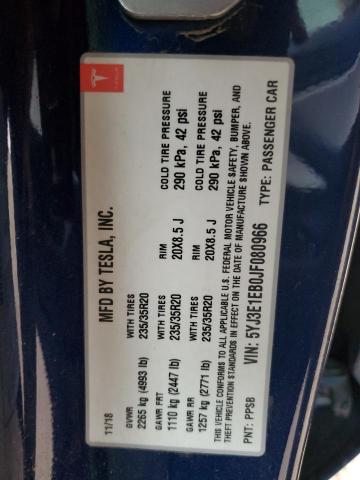 11/18 MFD BY TESLA, INC.
GVWR WITH TIRES
2265 kg (4993 lb) 235/35R20
GAWR FRT WITH TIRES RIM COLD TIRE PRESSURE
1110 kg (2447 lb) 235/35R20 20X8.5 J 290 kPa, 42 psi
GAWR RR WITH TIRES RIM COLD TIRE PRESSURE
1257 kg (2771 lb) 235/35R20 20X8.5 J 290 kPa, 42 psi
THIS VEHICLE CONFORMS TO ALL APPLICABLE U.S. FEDERAL MOTOR VEHICLE SAFETY, BUMPER, AND
THEFT PREVENTION STANDARDS IN EFFECT ON THE DATE OF MANUFACTURE SHOWN ABOVE.
PNT: PPSB VIN: 5YJ3E1EB0JF080966 TYPE: PASSENGER CAR